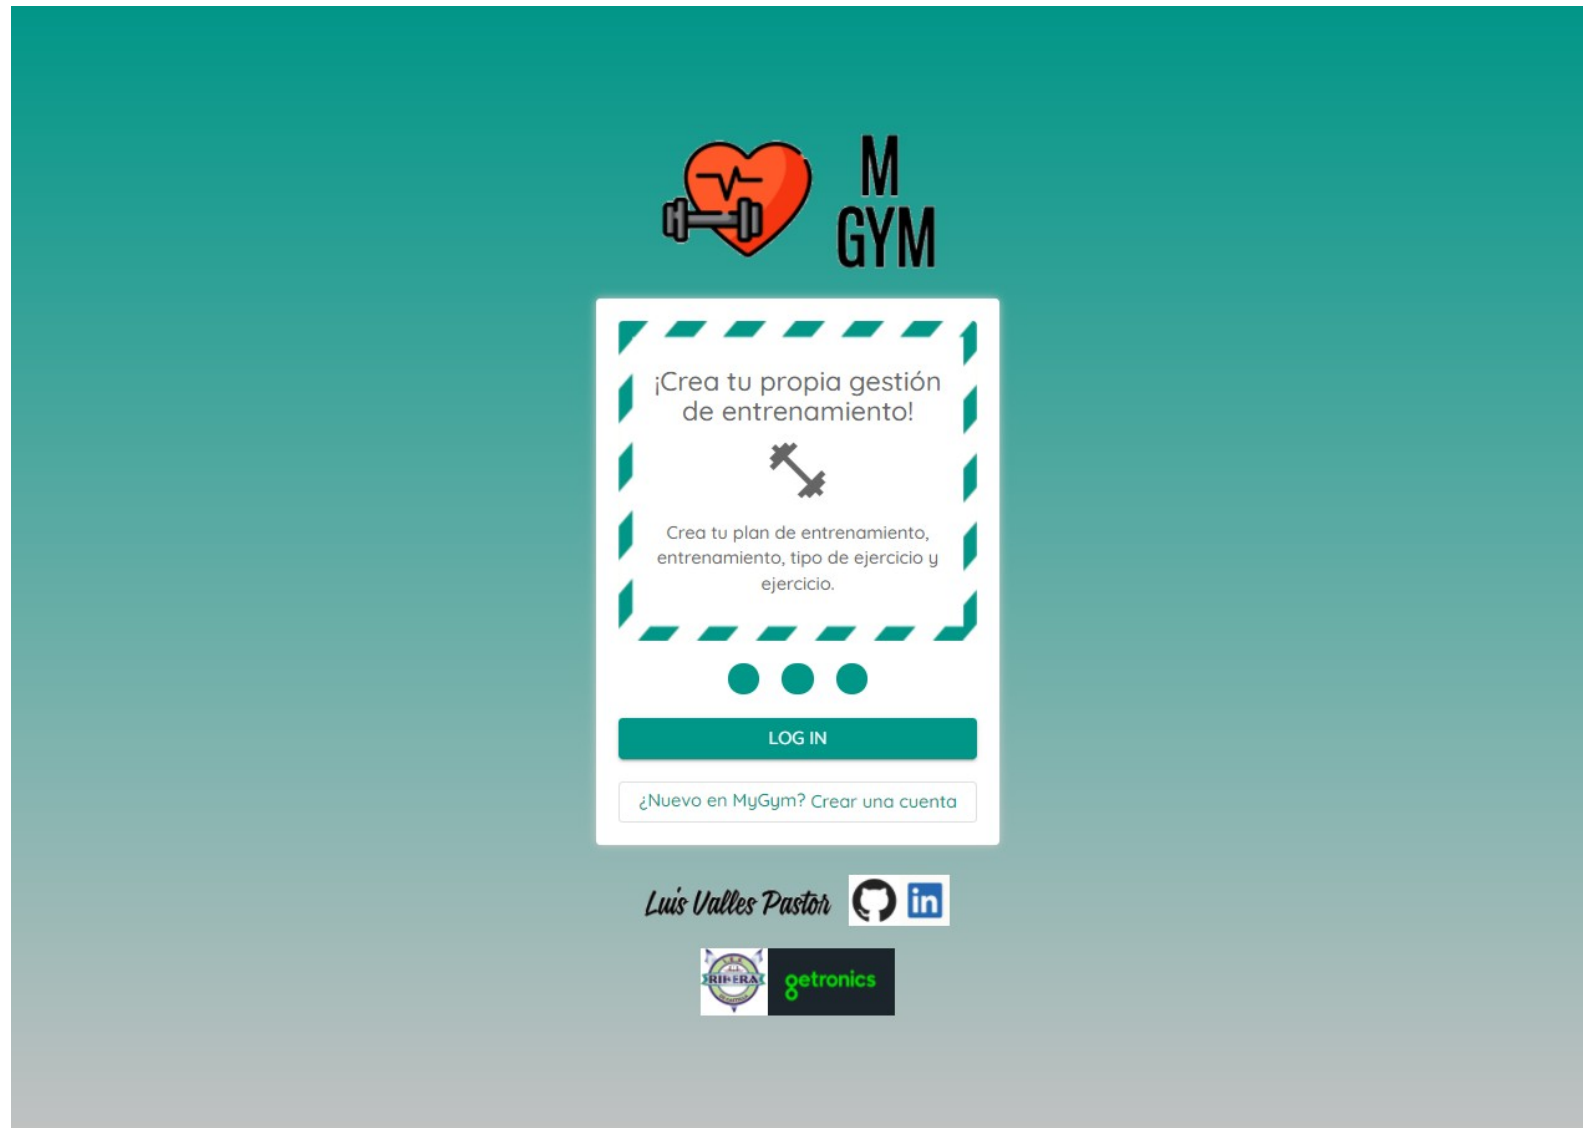 M
GYM
¡Crea tu propia gestión
de entrenamiento!
Crea tu plan de entrenamiento,
entrenamiento, tipo de ejercicio y
ejercicio.
LOG IN
¿Nuevo en MyGym? Crear una cuenta
Luis Valles Pastor
in
getronics